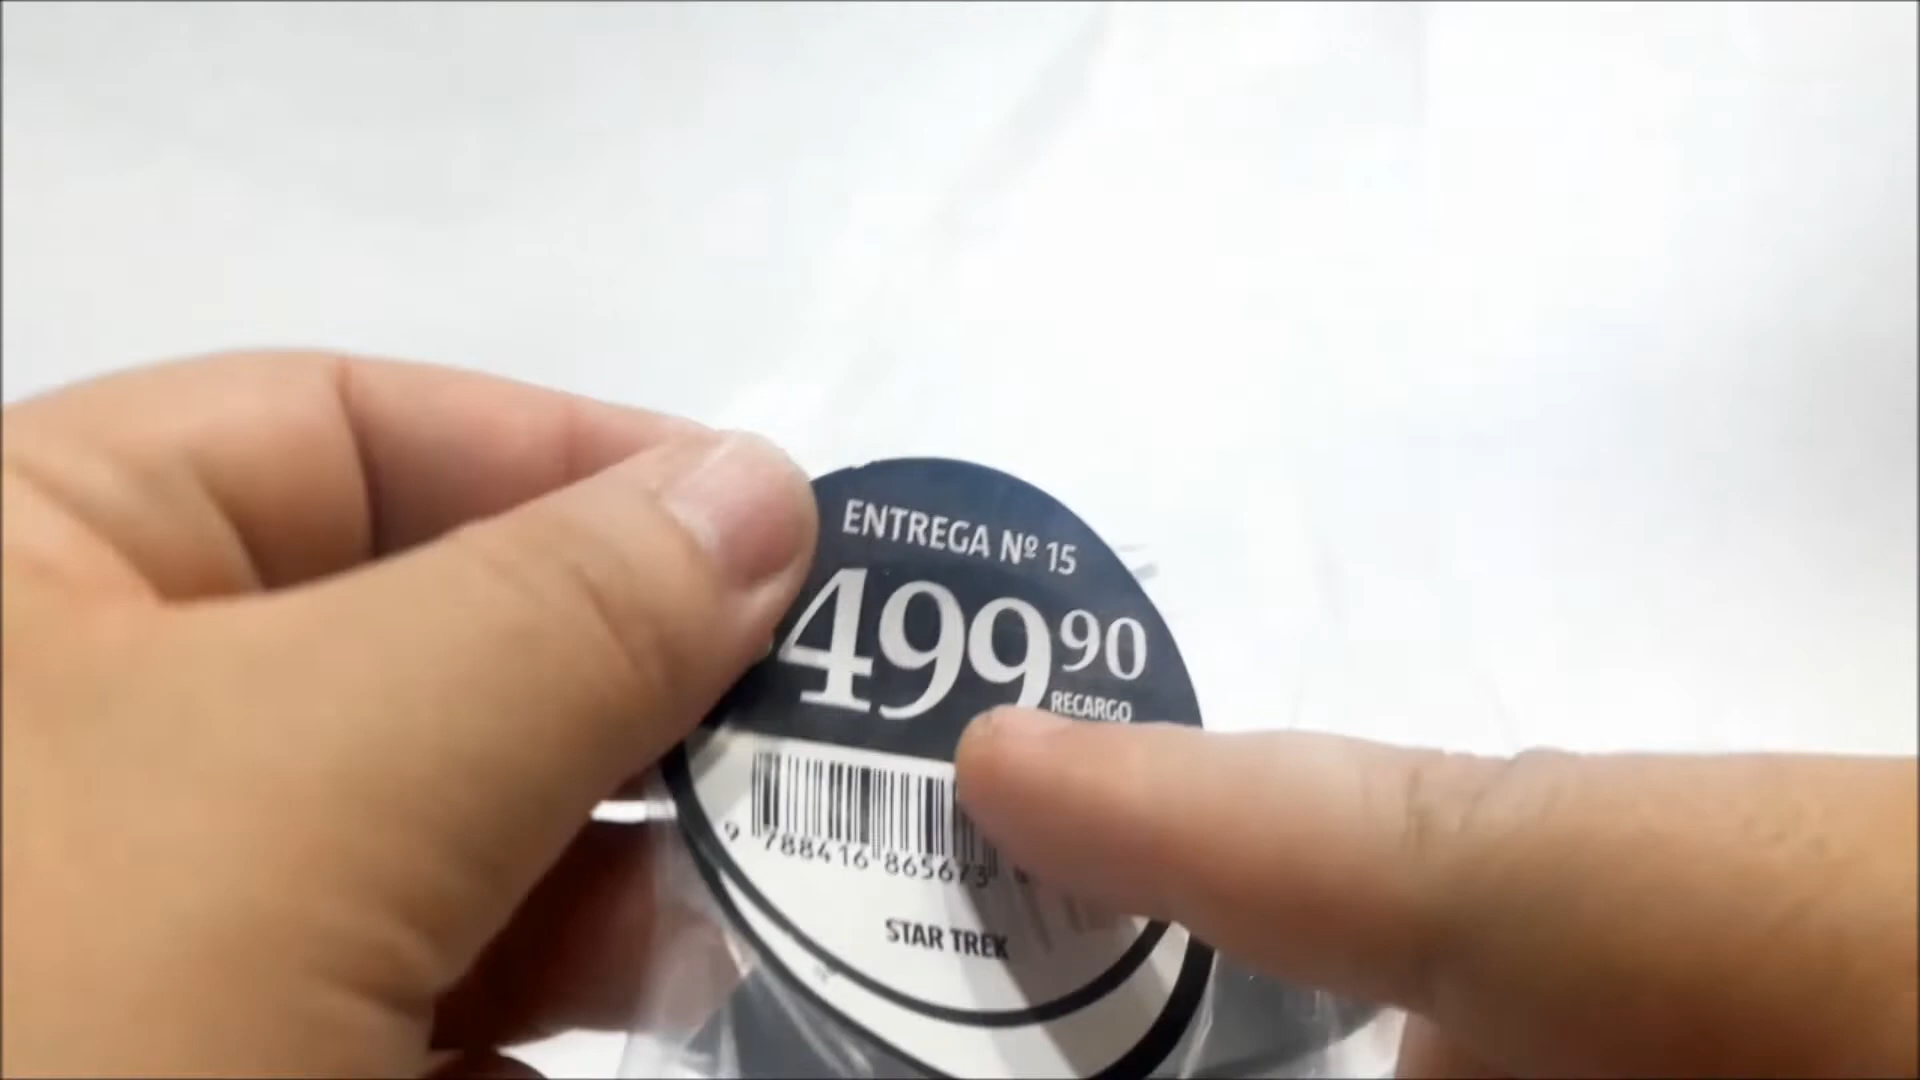 ENTREGA Nº 15
499 90
RECARGO
9 788416 865673
STAR TREK